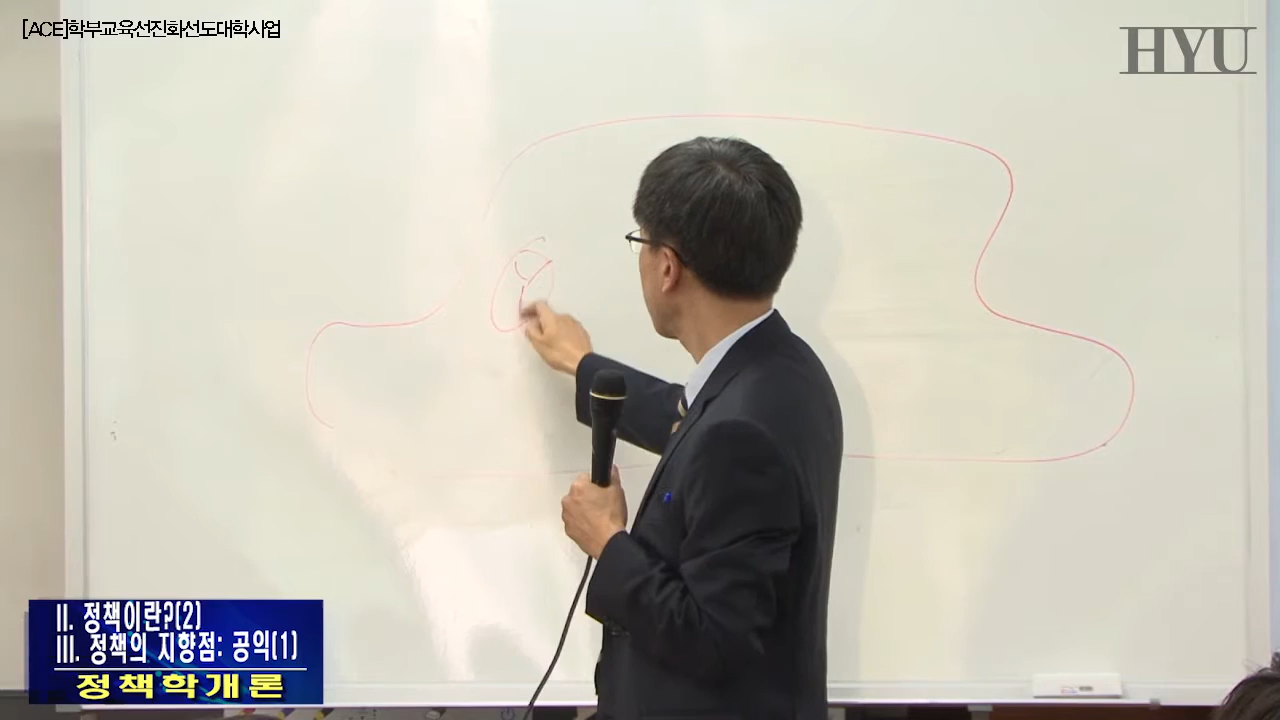 [ACE]학부교육선진화선도대학사업
HYU
Y
II. 정책이란?(2)
III. 정책의 지향점: 공익(1)
정책학개론